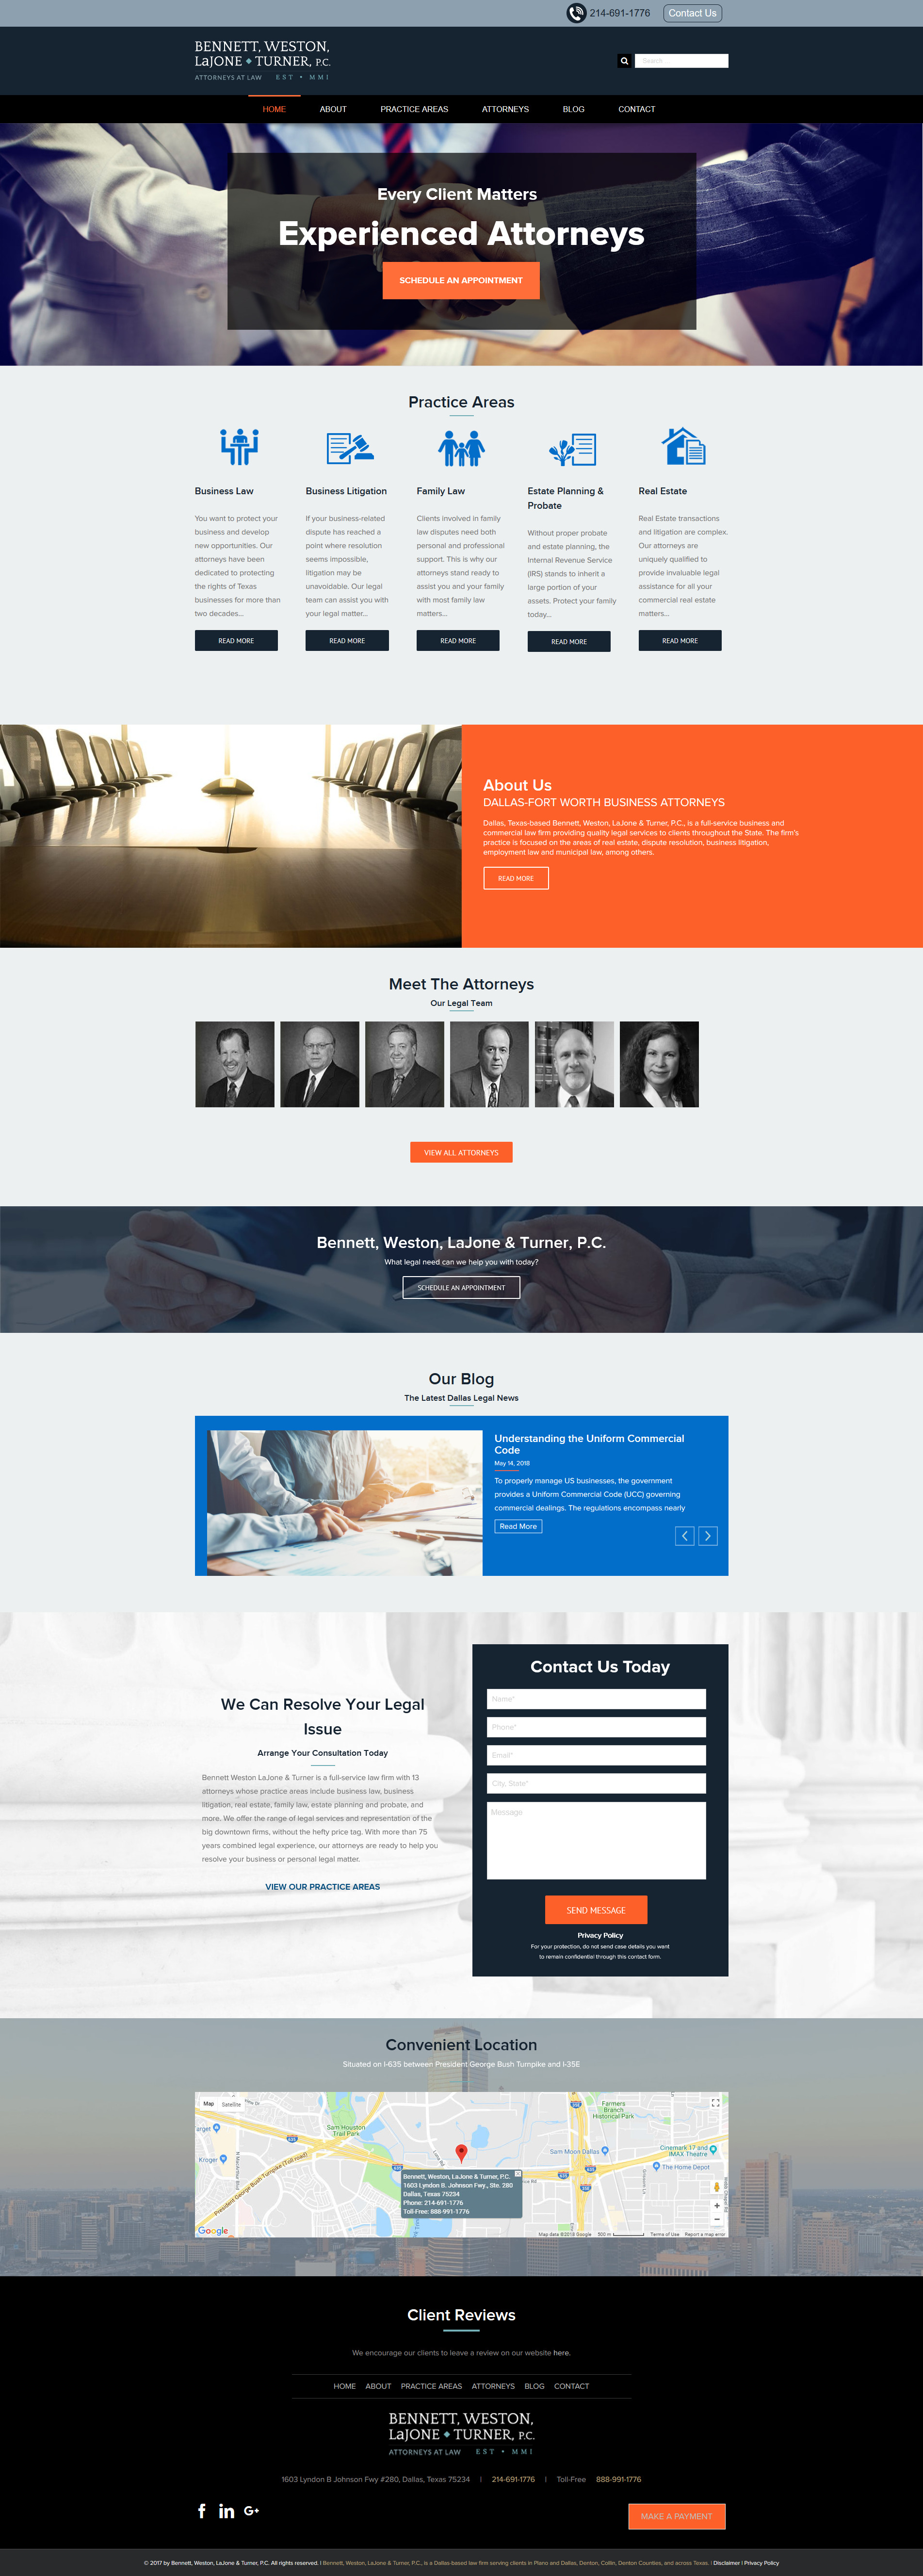 214-691-1776
Contact Us
BENNETT, WESTON,
LaJONE ◆ TURNER, P.C.
ATTORNEYS AT LAW EST • MMI
Search
HOME ABOUT PRACTICE AREAS ATTORNEYS BLOG CONTACT
Every Client Matters
Experienced Attorneys
SCHEDULE AN APPOINTMENT
Practice Areas
Business Law
You want to protect your
business and develop
new opportunities. Our
attorneys have been
dedicated to protecting
the rights of Texas
businesses for more than
two decades...
READ MORE
Business Litigation
If your business-related
dispute has reached a
point where resolution
seems impossible,
litigation may be
unavoidable. Our legal
team can assist you with
your legal matter...
READ MORE
Family Law
Clients involved in family
law disputes need both
personal and professional
support. This is why our
attorneys stand ready to
assist you and your family
with most family law
matters...
READ MORE
Estate Planning &
Probate
Without proper probate
and estate planning, the
Internal Revenue Service
(IRS) stands to inherit a
large portion of your
assets. Protect your family
today...
READ MORE
Real Estate
Real Estate transactions
and litigation are complex.
Our attorneys are
uniquely qualified to
provide invaluable legal
assistance for all your
commercial real estate
matters...
READ MORE
About Us
DALLAS-FORT WORTH BUSINESS ATTORNEYS
Dallas, Texas-based Bennett, Weston, LaJone & Turner, P.C., is a full-service business and
commercial law firm providing quality legal services to clients throughout the State. The firm's
practice is focused on the areas of real estate, dispute resolution, business litigation,
employment law and municipal law, among others.
READ MORE
Meet The Attorneys
Our Legal Team
VIEW ALL ATTORNEYS
Bennett, Weston, LaJone & Turner, P.C.
What legal need can we help you with today?
SCHEDULE AN APPOINTMENT
Our Blog
The Latest Dallas Legal News
Understanding the Uniform Commercial
Code
May 14, 2018
To properly manage US businesses, the government
provides a Uniform Commercial Code (UCC) governing
commercial dealings. The regulations encompass nearly
Read More
We Can Resolve Your Legal
Issue
Arrange Your Consultation Today
Bennett Weston LaJone & Turner is a full-service law firm with 13
attorneys whose practice areas include business law, business
litigation, real estate, family law, estate planning and probate, and
more. We offer the range of legal services and representation of the
big downtown firms, without the hefty price tag. With more than 75
years combined legal experience, our attorneys are ready to help you
resolve your business or personal legal matter.
VIEW OUR PRACTICE AREAS
Contact Us Today
Name*
Phone*
Email*
City, State*
Message
SEND MESSAGE
Privacy Policy
For your protection, do not send case details you want
to remain confidential through this contact form.
Convenient Location
Situated on I-635 between President George Bush Turnpike and I-35E
Map Satellite
arget
Kroger
President George Bush Turnpike (Toll road)
Sam Houston
Trail Park
Farmers
Branch
Historical Park
Sam Moon Dallas
Cinemark 17 and
IMAX Theatre
The Home Depot
Bennett, Weston, LaJone & Turner, P.C.
1603 Lyndon B. Johnson Fwy., Ste. 280
Dallas, Texas 75234
Phone: 214-691-1776
Toll-Free: 888-991-1776
Google
Map data ©2018 Google 500 m Terms of Use Report a map error
Client Reviews
We encourage our clients to leave a review on our website here.
HOME ABOUT PRACTICE AREAS ATTORNEYS BLOG CONTACT
BENNETT, WESTON,
LaJONE ◆ TURNER, P.C.
ATTORNEYS AT LAW EST • MMI
1603 Lyndon B Johnson Fwy #280, Dallas, Texas 75234 | 214-691-1776 | Toll-Free 888-991-1776
f in G+
MAKE A PAYMENT
© 2017 by Bennett, Weston, LaJone & Turner, P.C. All rights reserved. | Bennett, Weston, LaJone & Turner, P.C., is a Dallas-based law firm serving clients in Plano and Dallas, Denton, Collin, Denton Counties, and across Texas. | Disclaimer | Privacy Policy